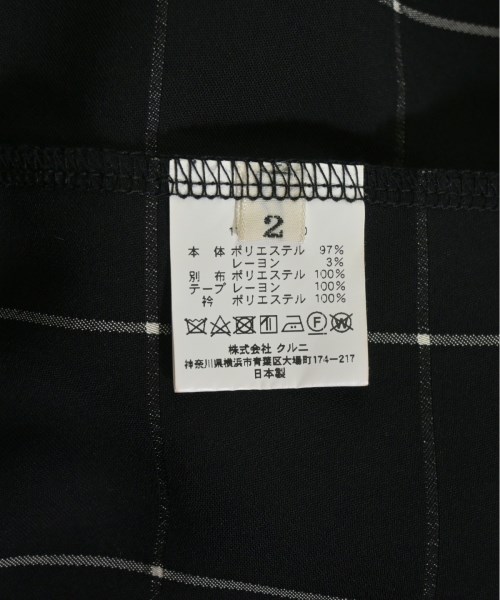 2
本体 ポリエステル 97%
レーヨン 3%
別布 ポリエステル 100%
テープ レーヨン 100%
衿 ポリエステル 100%
株式会社 クルニ
神奈川県横浜市青葉区大場町174-217
日本製